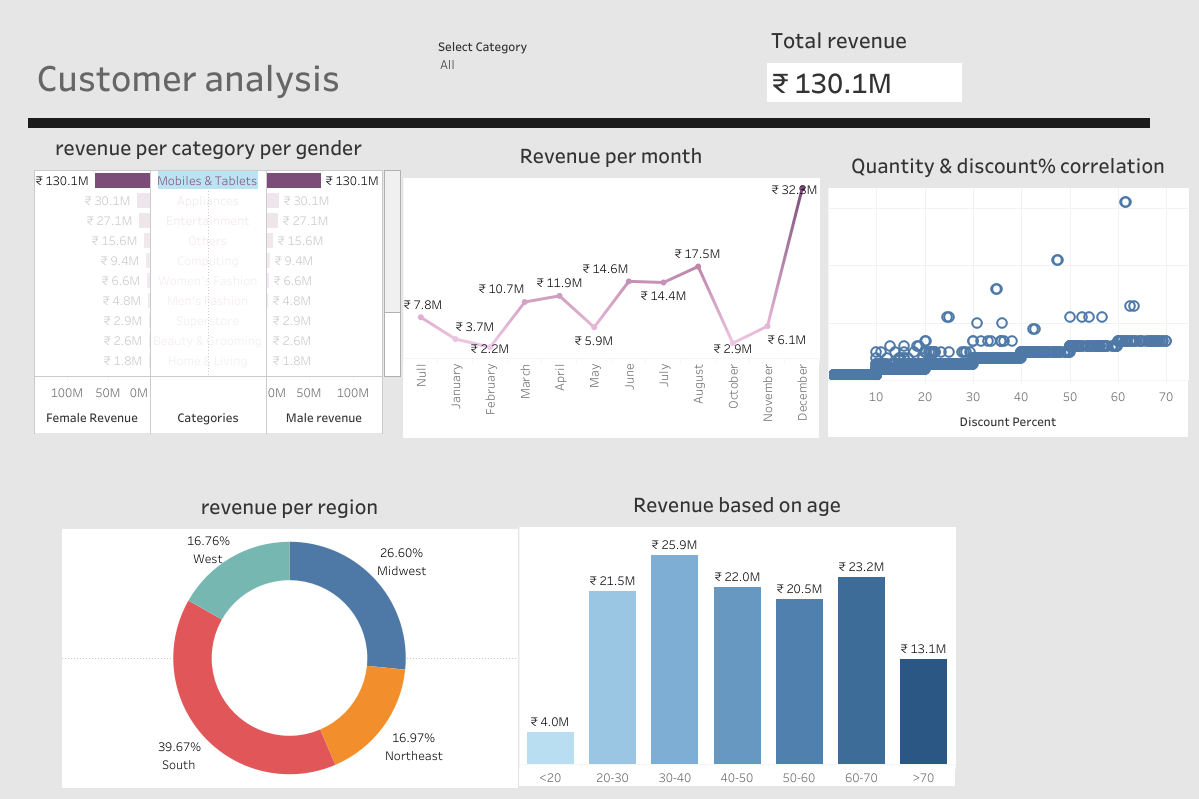 Customer analysis
Select Category
All
Total revenue
₹ 130.1M
revenue per category per gender
₹ 130.1M Mobiles & Tablets ₹ 130.1M
₹ 30.1M Appliances ₹ 30.1M
₹ 27.1M Entertainment ₹ 27.1M
₹ 15.6M Others ₹ 15.6M
₹ 9.4M Computing ₹ 9.4M
₹ 6.6M Women's Fashion ₹ 6.6M
₹ 4.8M Men's Fashion ₹ 4.8M
₹ 2.9M Superstore ₹ 2.9M
₹ 2.6M Beauty & Grooming ₹ 2.6M
₹ 1.8M Home & Living ₹ 1.8M
100M 50M 0M 0M 50M 100M
Female Revenue Categories Male revenue
Revenue per month
₹ 7.8M
₹ 3.7M
₹ 2.2M
₹ 10.7M
₹ 11.9M
₹ 5.9M
₹ 14.6M
₹ 14.4M
₹ 17.5M
₹ 2.9M
₹ 6.1M
₹ 32.3M
Null
January
February
March
April
May
June
July
August
October
November
December
Quantity & discount% correlation
10 20 30 40 50 60 70
Discount Percent
revenue per region
16.76%
West
26.60%
Midwest
39.67%
South
16.97%
Northeast
Revenue based on age
₹ 4.0M
₹ 21.5M
₹ 25.9M
₹ 22.0M
₹ 20.5M
₹ 23.2M
₹ 13.1M
<20 20-30 30-40 40-50 50-60 60-70 >70